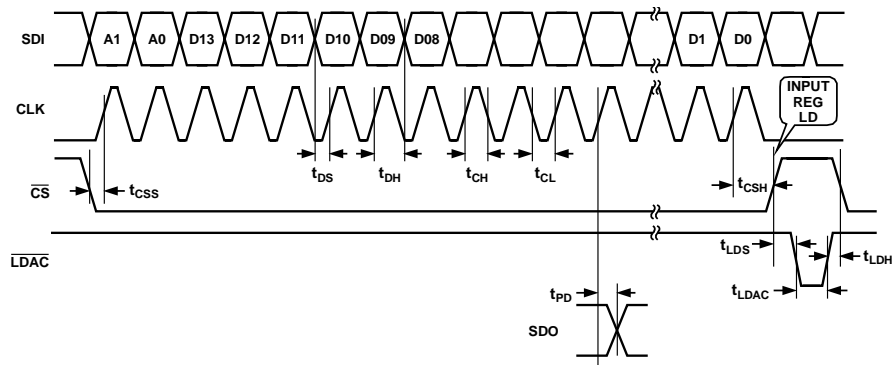 SDI A1 A0 D13 D12 D11 D10 D09 D08 D1 D0
CLK
INPUT
REG
LD
tDS tDH tCH tCL
CS tCSS tCSH
LDAC tLDS tLDH
tLDAC
tPD
SDO